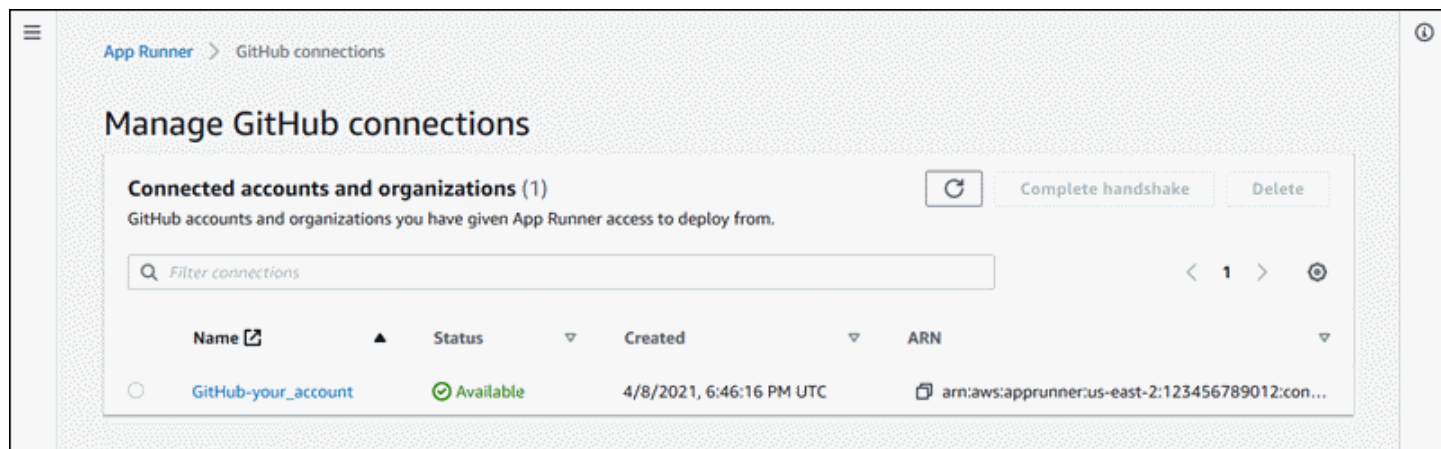 App Runner > GitHub connections
Manage GitHub connections
Connected accounts and organizations (1)
Complete handshake
Delete
GitHub accounts and organizations you have given App Runner access to deploy from.
Filter connections
< 1 >
Name Status Created ARN
GitHub-your_account Available 4/8/2021, 6:46:16 PM UTC arn:aws:apprunner:us-east-2:123456789012:con...